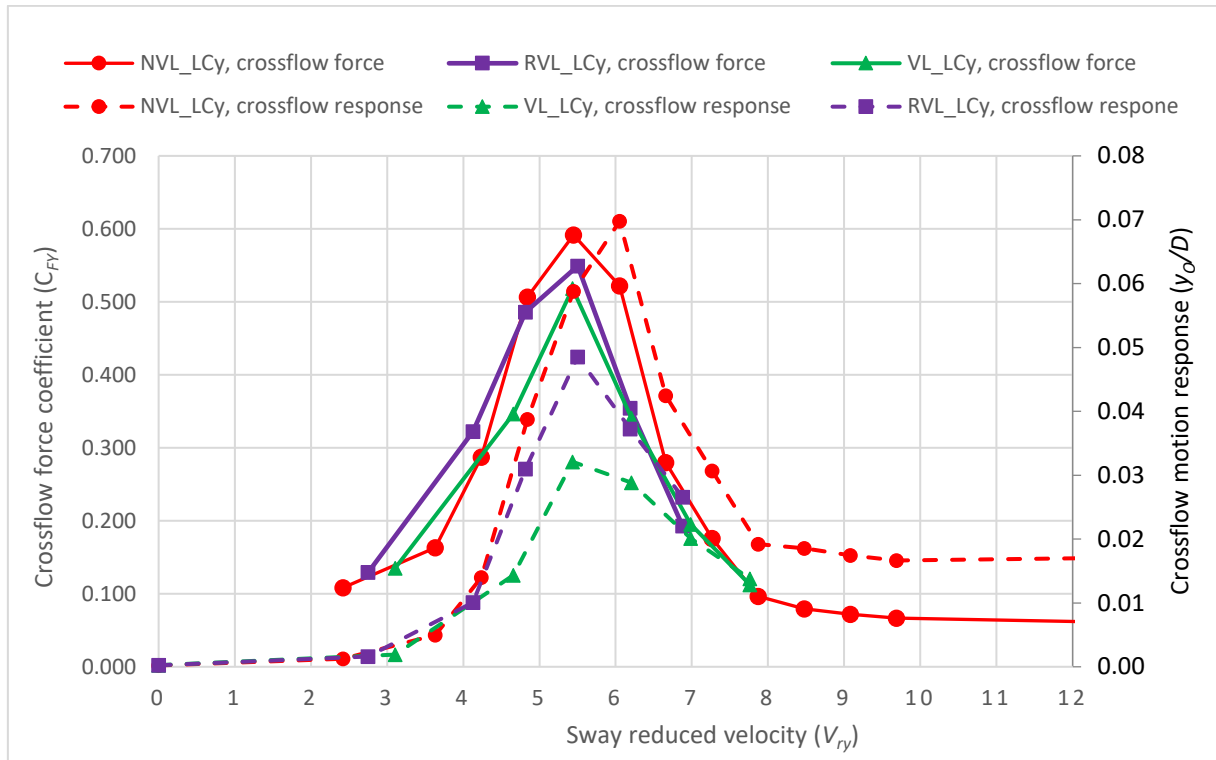 NVL_LCy, crossflow force RVL_LCy, crossflow force VL_LCy, crossflow force
NVL_LCy, crossflow response VL_LCy, crossflow response RVL_LCy, crossflow respone
Crossflow force coefficient (C_FY)
0.700
0.600
0.500
0.400
0.300
0.200
0.100
0.000
0.08
0.07
0.06
0.05
0.04
0.03
0.02
0.01
0.00
Crossflow motion response (y_O/D)
0 1 2 3 4 5 6 7 8 9 10 11 12
Sway reduced velocity (V_ry)